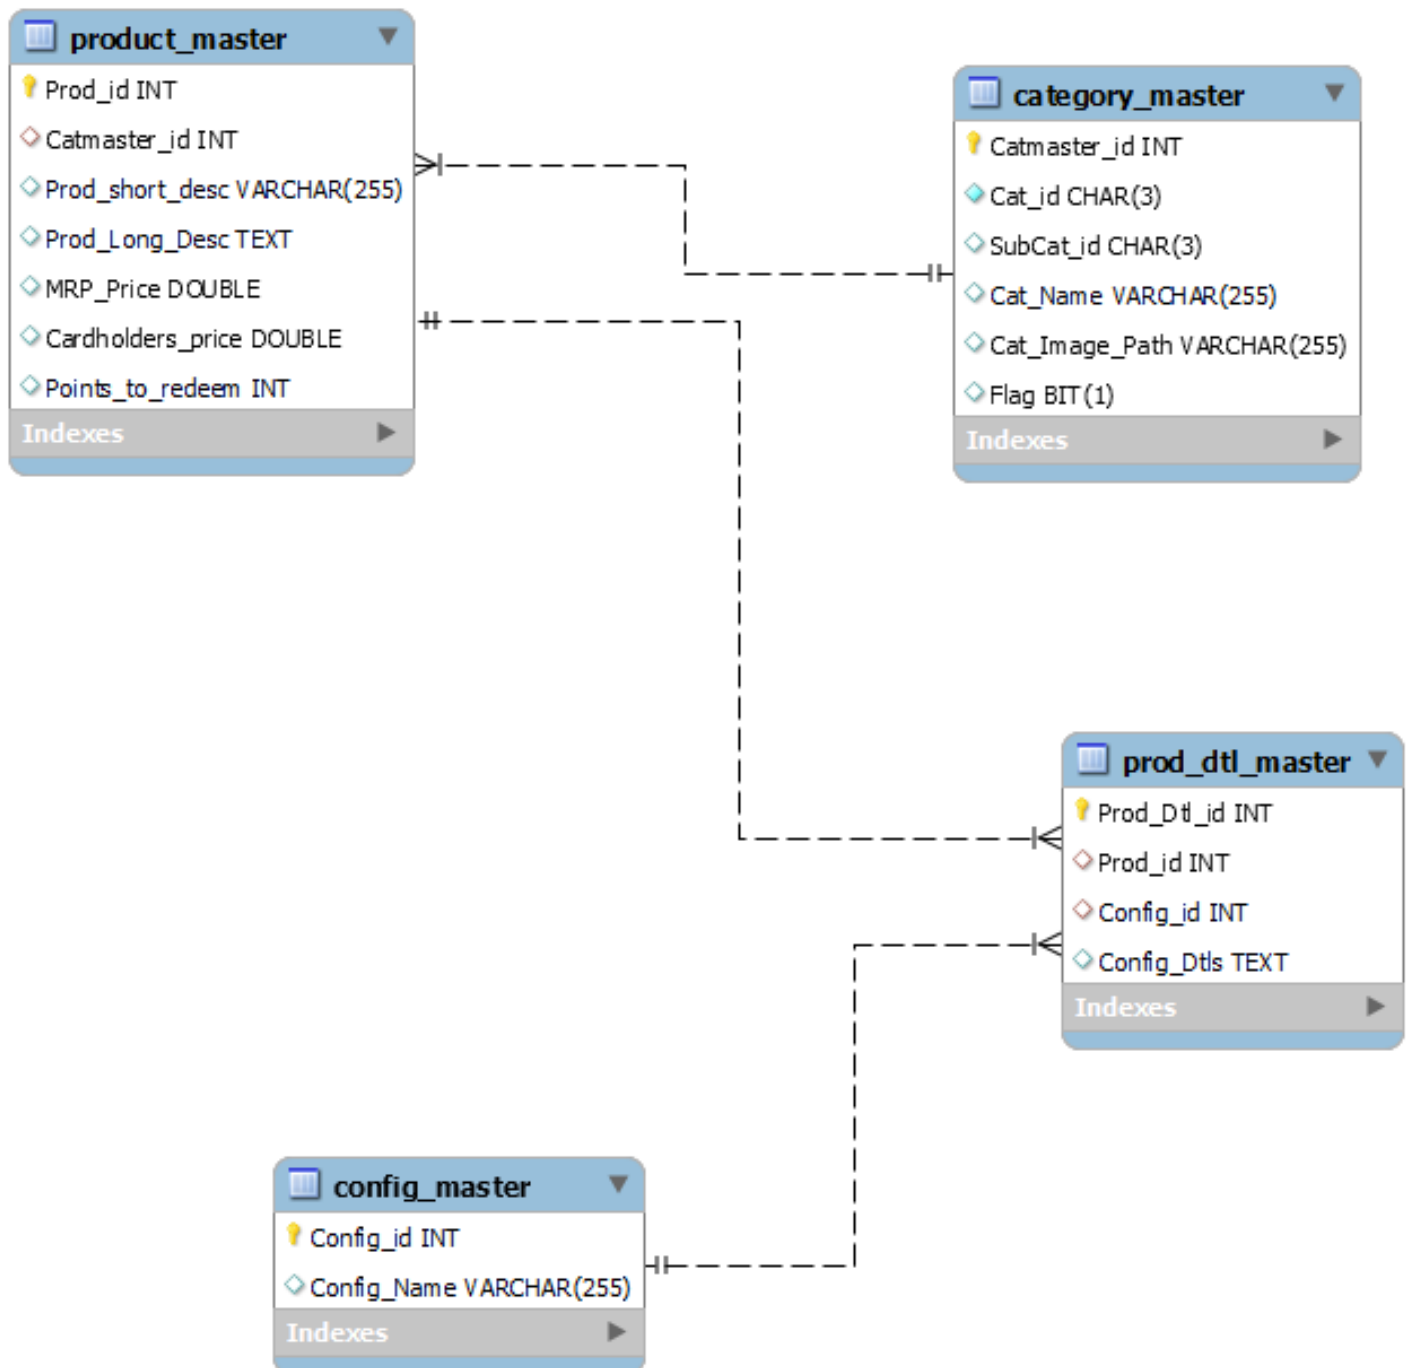 product_master
Prod_id INT
Catmaster_id INT
Prod_short_desc VARCHAR(255)
Prod_Long_Desc TEXT
MRP_Price DOUBLE
Cardholders_price DOUBLE
Points_to_redeem INT
Indexes
category_master
Catmaster_id INT
Cat_id CHAR(3)
SubCat_id CHAR(3)
Cat_Name VARCHAR(255)
Cat_Image_Path VARCHAR(255)
Flag BIT(1)
Indexes
prod_dtl_master
Prod_Dtl_id INT
Prod_id INT
Config_id INT
Config_Dtls TEXT
Indexes
config_master
Config_id INT
Config_Name VARCHAR(255)
Indexes